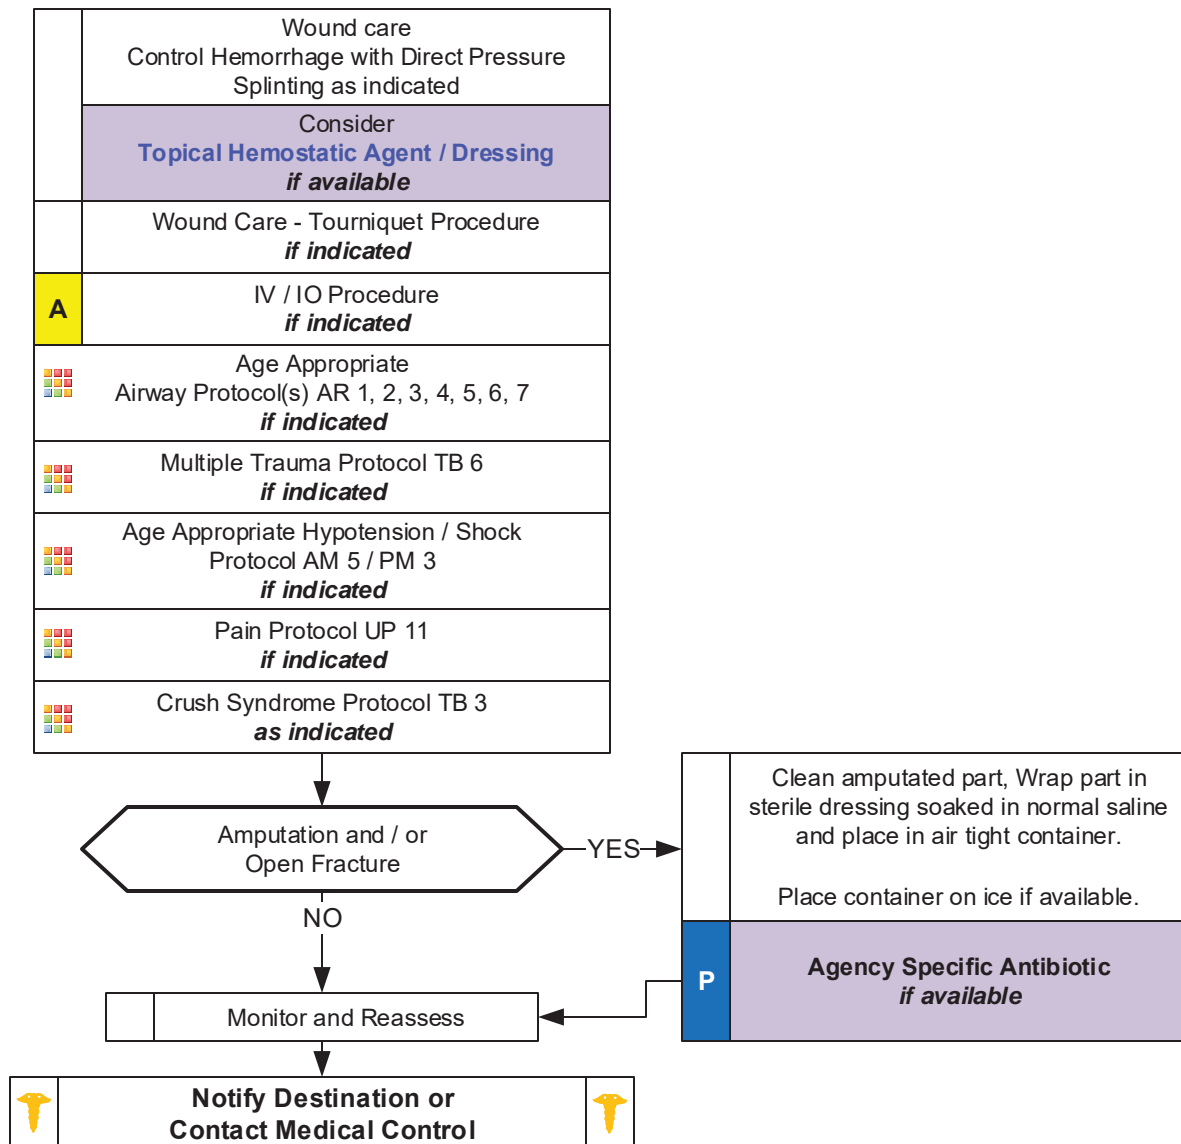 Wound care
Control Hemorrhage with Direct Pressure
Splinting as indicated
Consider
Topical Hemostatic Agent / Dressing
if available
Wound Care - Tourniquet Procedure
if indicated
A
IV / IO Procedure
if indicated
Age Appropriate
Airway Protocol(s) AR 1, 2, 3, 4, 5, 6, 7
if indicated
Multiple Trauma Protocol TB 6
if indicated
Age Appropriate Hypotension / Shock
Protocol AM 5 / PM 3
if indicated
Pain Protocol UP 11
if indicated
Crush Syndrome Protocol TB 3
as indicated
Amputation and / or
Open Fracture
YES
Clean amputated part, Wrap part in
sterile dressing soaked in normal saline
and place in air tight container.
Place container on ice if available.
P
Agency Specific Antibiotic
if available
NO
Monitor and Reassess
Notify Destination or
Contact Medical Control